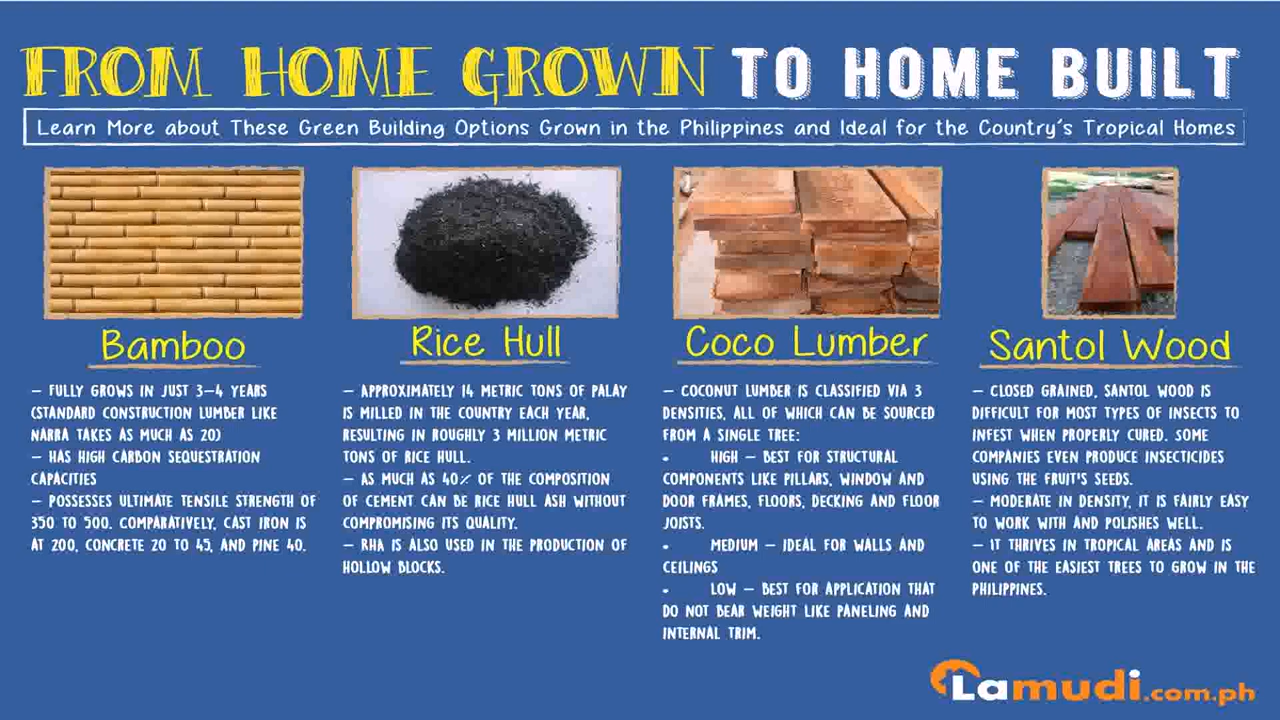 FROM HOME GROWN TO HOME BUILT
Learn More about These Green Building Options Grown in the Philippines and Ideal for the Country's Tropical Homes
Bamboo
– FULLY GROWS IN JUST 3–4 YEARS
(STANDARD CONSTRUCTION LUMBER LIKE
NARRA TAKES AS MUCH AS 20)
– HAS HIGH CARBON SEQUESTRATION
CAPACITIES
– POSSESSES ULTIMATE TENSILE STRENGTH OF
350 TO 500. COMPARATIVELY, CAST IRON IS
AT 200, CONCRETE 20 TO 45, AND PINE 40.
Rice Hull
– APPROXIMATELY 14 METRIC TONS OF PALAY
IS MILLED IN THE COUNTRY EACH YEAR,
RESULTING IN ROUGHLY 3 MILLION METRIC
TONS OF RICE HULL.
– AS MUCH AS 40% OF THE COMPOSITION
OF CEMENT CAN BE RICE HULL ASH WITHOUT
COMPROMISING ITS QUALITY.
– RHA IS ALSO USED IN THE PRODUCTION OF
HOLLOW BLOCKS.
Coco Lumber
– COCONUT LUMBER IS CLASSIFIED VIA 3
DENSITIES, ALL OF WHICH CAN BE SOURCED
FROM A SINGLE TREE:
• HIGH – BEST FOR STRUCTURAL
COMPONENTS LIKE PILLARS, WINDOW AND
DOOR FRAMES, FLOORS, DECKING AND FLOOR
JOISTS.
• MEDIUM – IDEAL FOR WALLS AND
CEILINGS
• LOW – BEST FOR APPLICATION THAT
DO NOT BEAR WEIGHT LIKE PANELING AND
INTERNAL TRIM.
Santol Wood
– CLOSED GRAINED, SANTOL WOOD IS
DIFFICULT FOR MOST TYPES OF INSECTS TO
INFEST WHEN PROPERLY CURED. SOME
COMPANIES EVEN PRODUCE INSECTICIDES
USING THE FRUIT'S SEEDS.
– MODERATE IN DENSITY, IT IS FAIRLY EASY
TO WORK WITH AND POLISHES WELL.
– IT THRIVES IN TROPICAL AREAS AND IS
ONE OF THE EASIEST TREES TO GROW IN THE
PHILIPPINES.
Lamudi.com.ph